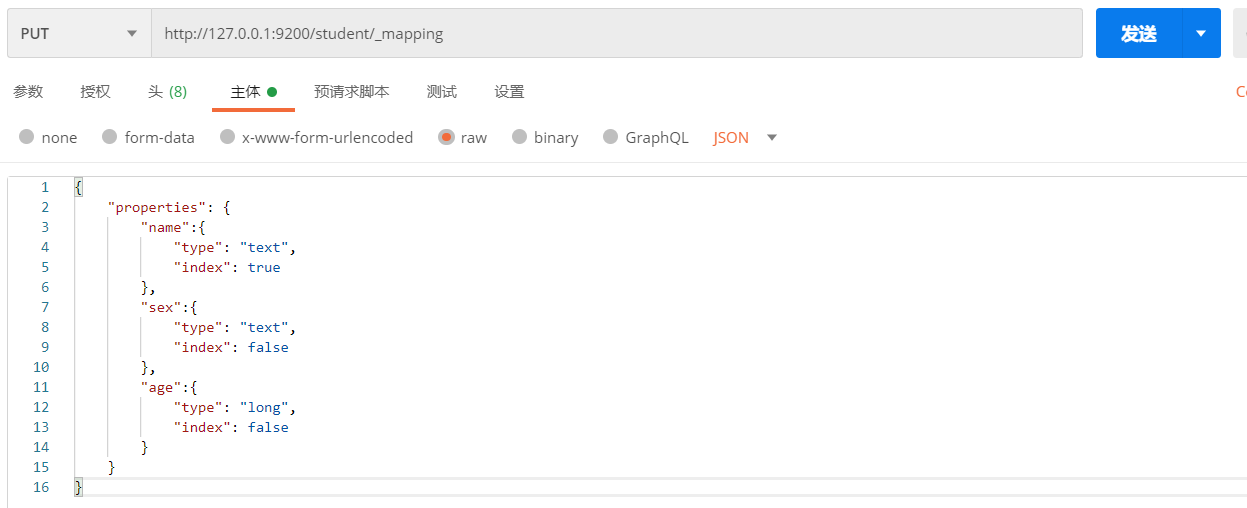 PUT http://127.0.0.1:9200/student/_mapping 发送
参数 授权 头 (8) 主体 预请求脚本 测试 设置
none form-data x-www-form-urlencoded raw binary GraphQL JSON
1 {
2 "properties": {
3 "name":{
4 "type": "text",
5 "index": true
6 },
7 "sex":{
8 "type": "text",
9 "index": false
10 },
11 "age":{
12 "type": "long",
13 "index": false
14 }
15 }
16 }